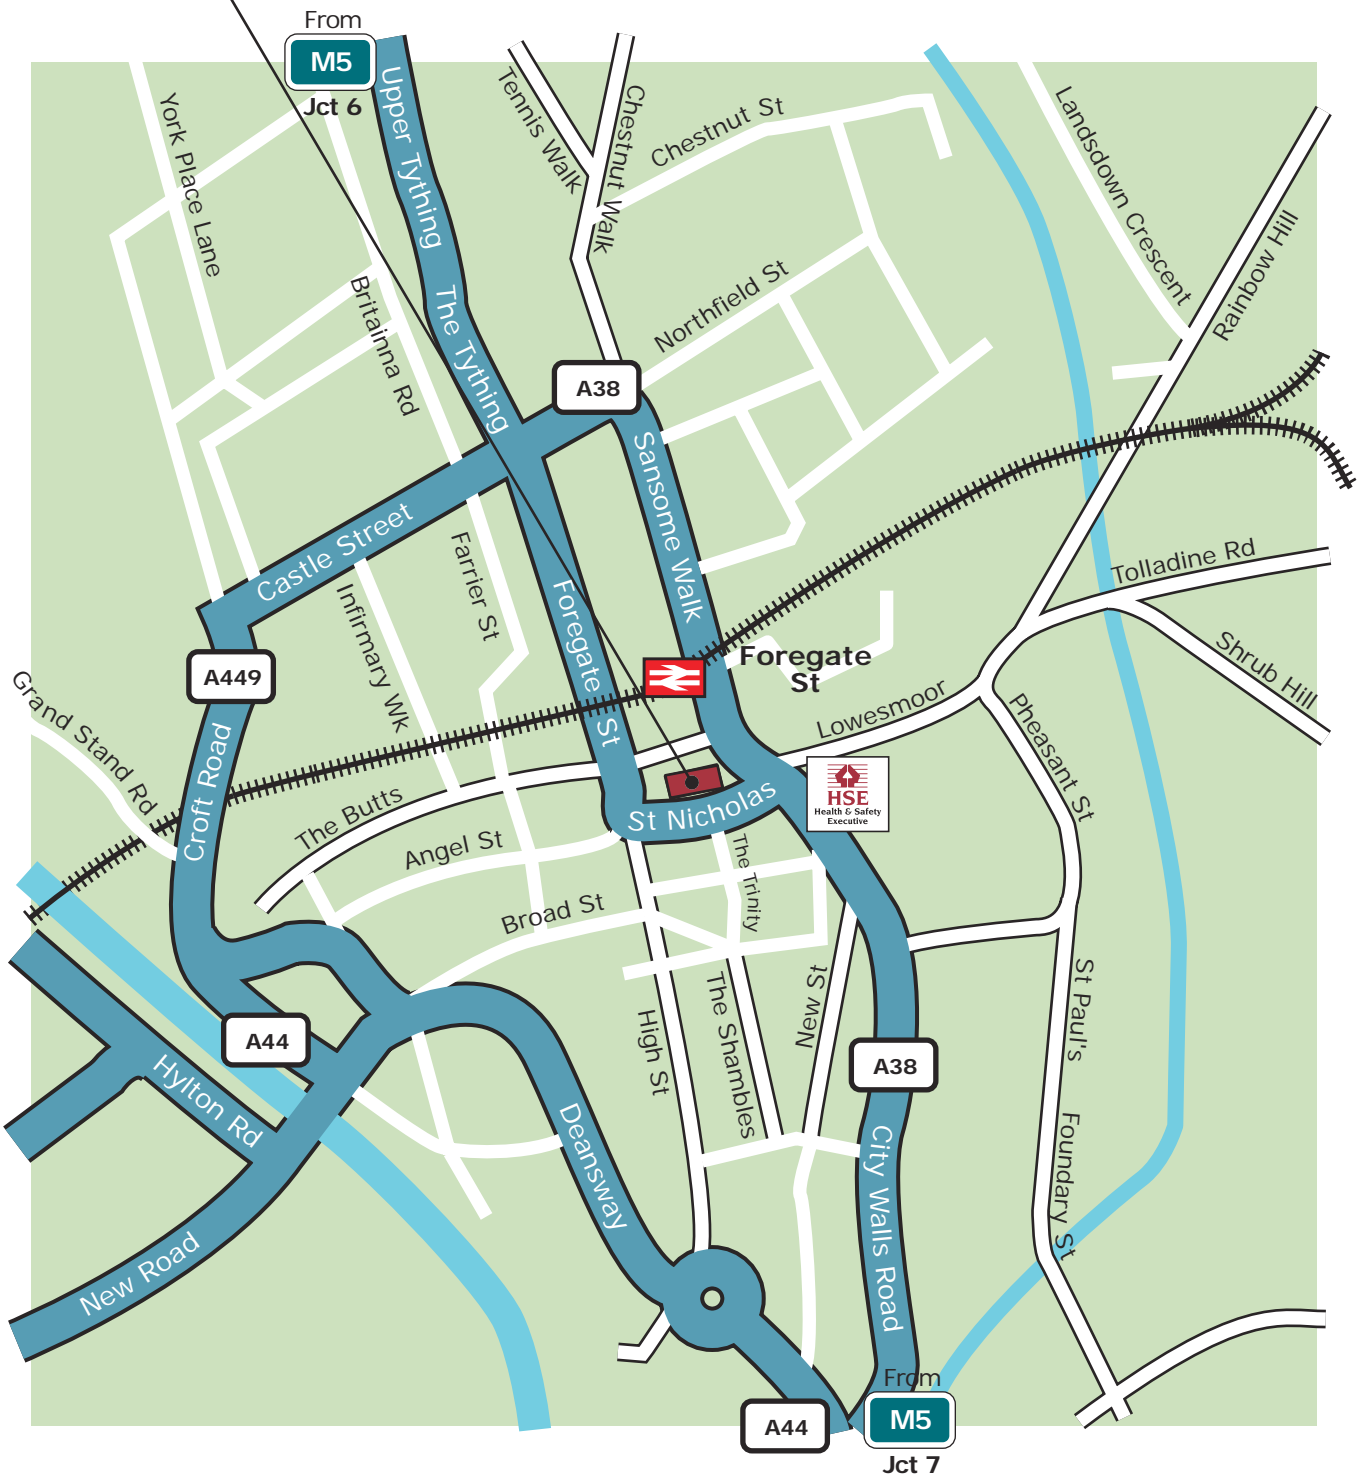 From
M5
Jct 6
Upper Tything
Tennis Walk
Chestnut Walk
Chestnut St
York Place Lane
Landsdown Crescent
Rainbow Hill
Britainna Rd
The Tything
Northfield St
A38
Sansome Walk
Castle Street
Farrier St
Infirmary Wk
Foregate St
Tolladine Rd
Shrub Hill
Foregate
St
A449
Grand Stand Rd
Croft Road
Lowesmoor
Pheasant St
The Butts
Angel St
St Nicholas
HSE
Health & Safety
Executive
The Trinity
Broad St
High St
The Shambles
New St
St Paul's
A44
Hylton Rd
A38
Deansway
City Walls Road
Foundary St
New Road
From
M5
Jct 7
A44